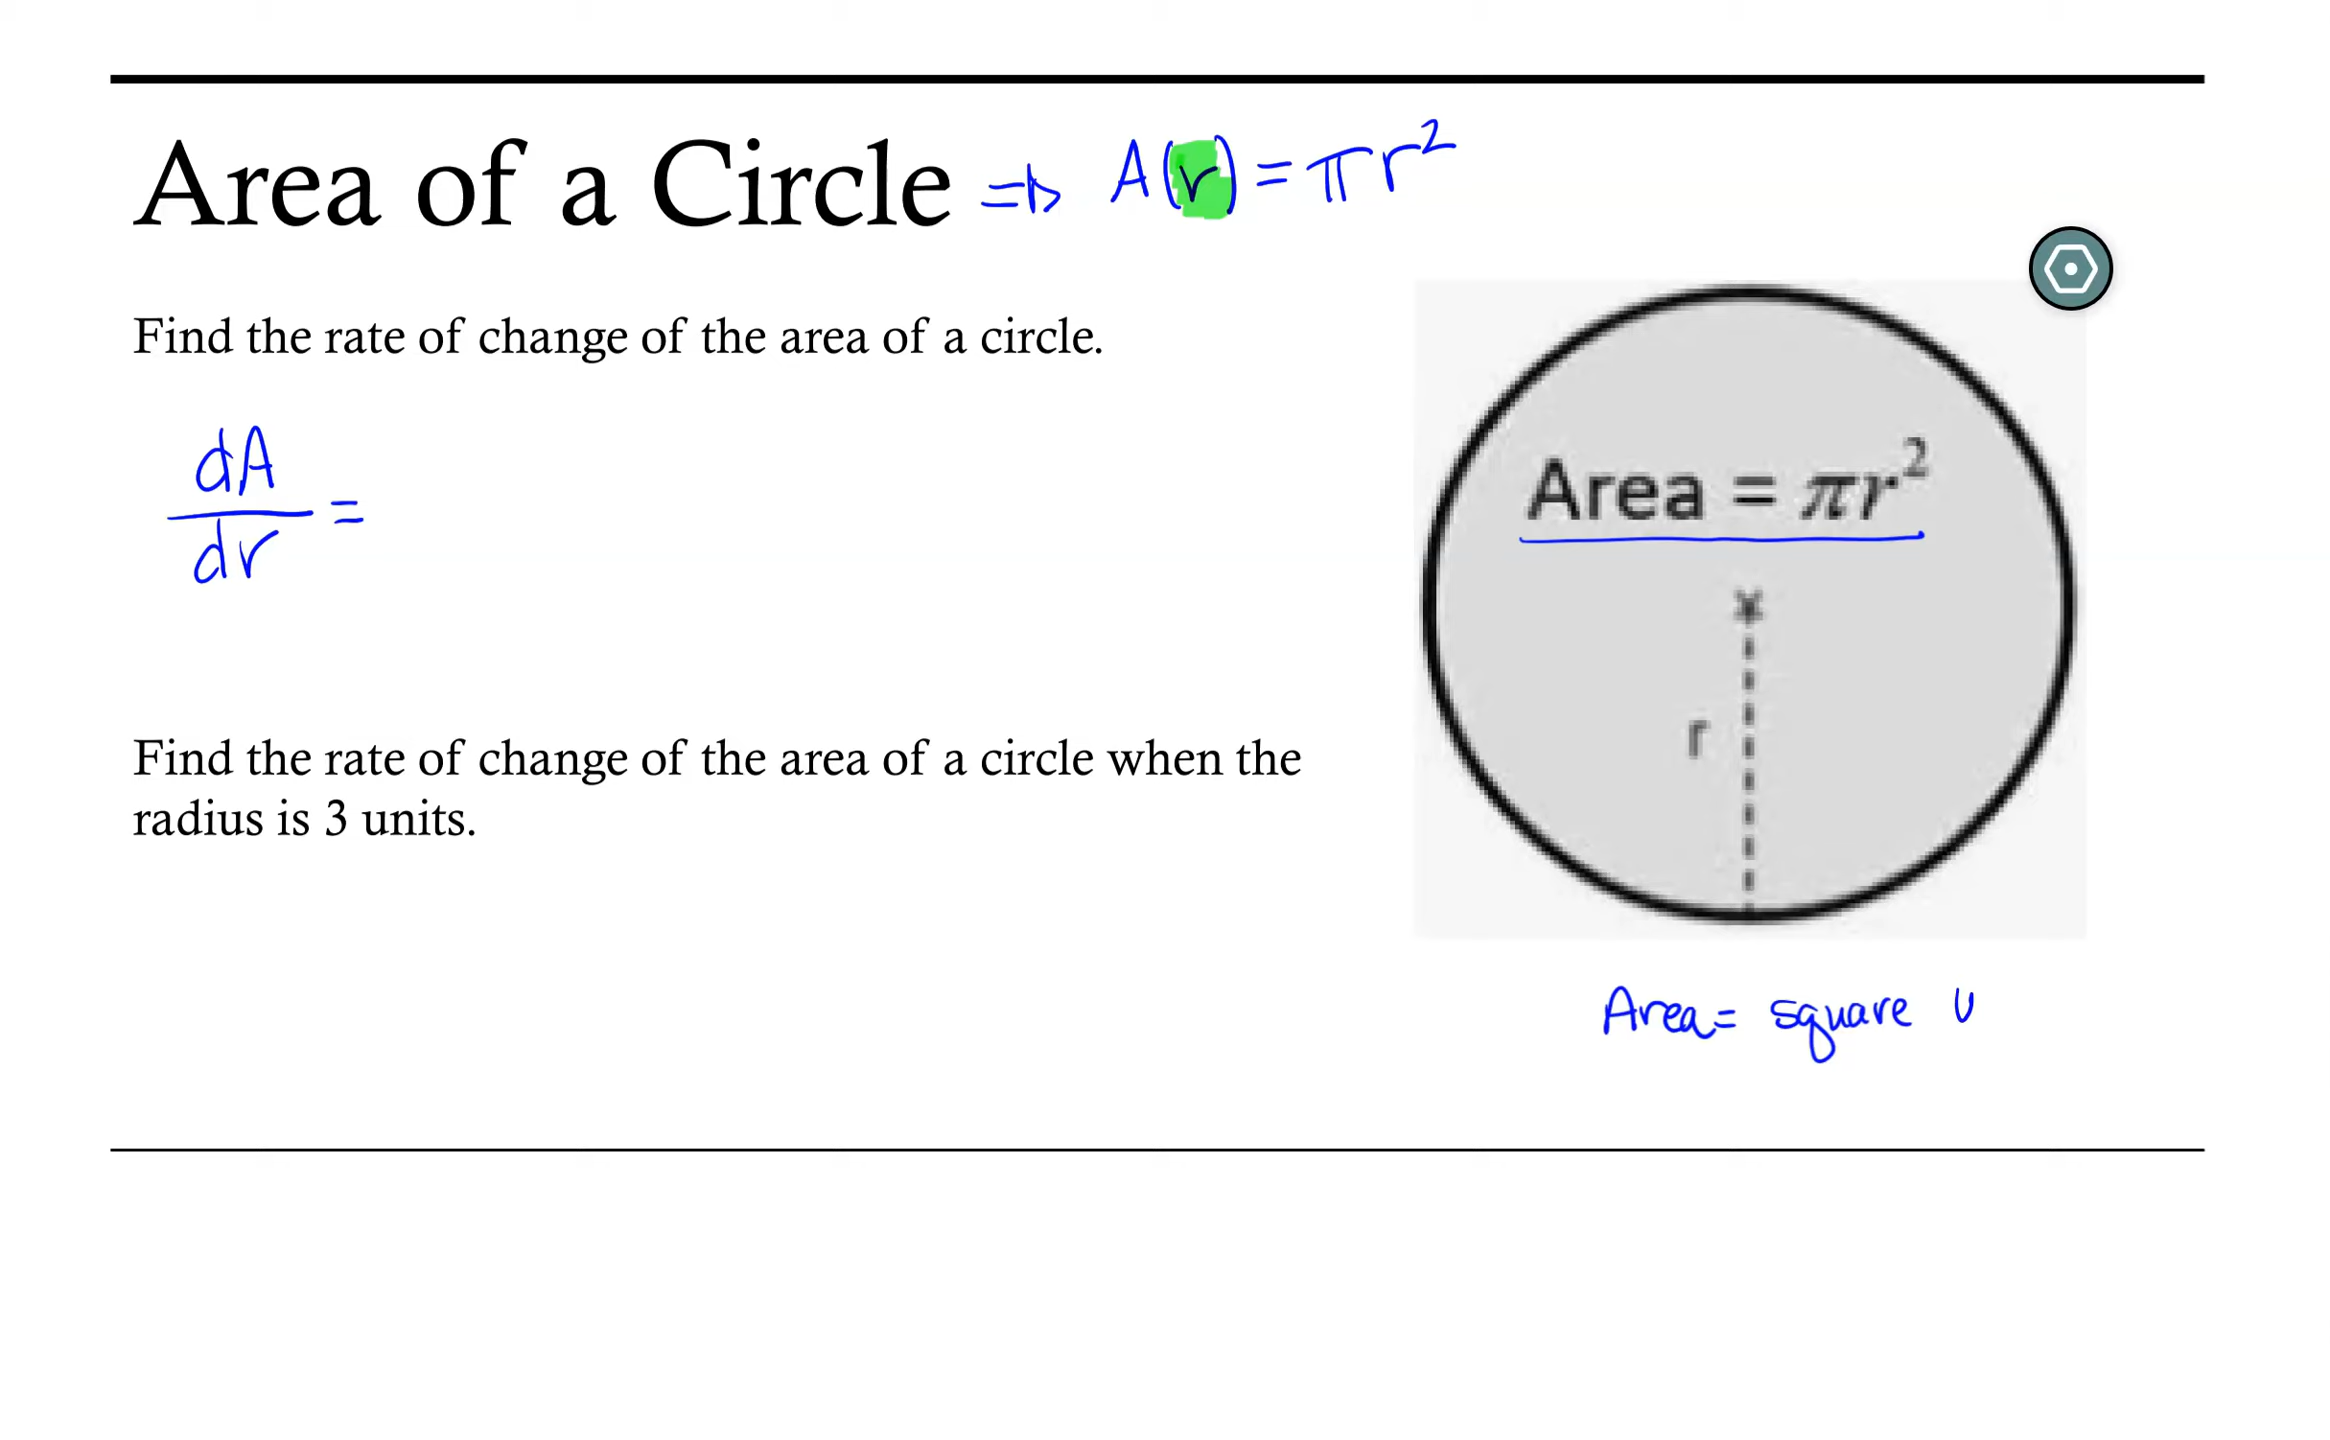 Area of a Circle ⇒ A(r) = πr²
Find the rate of change of the area of a circle.
dA
dr =
Area = πr²
r
Find the rate of change of the area of a circle when the
radius is 3 units.
Area = square u